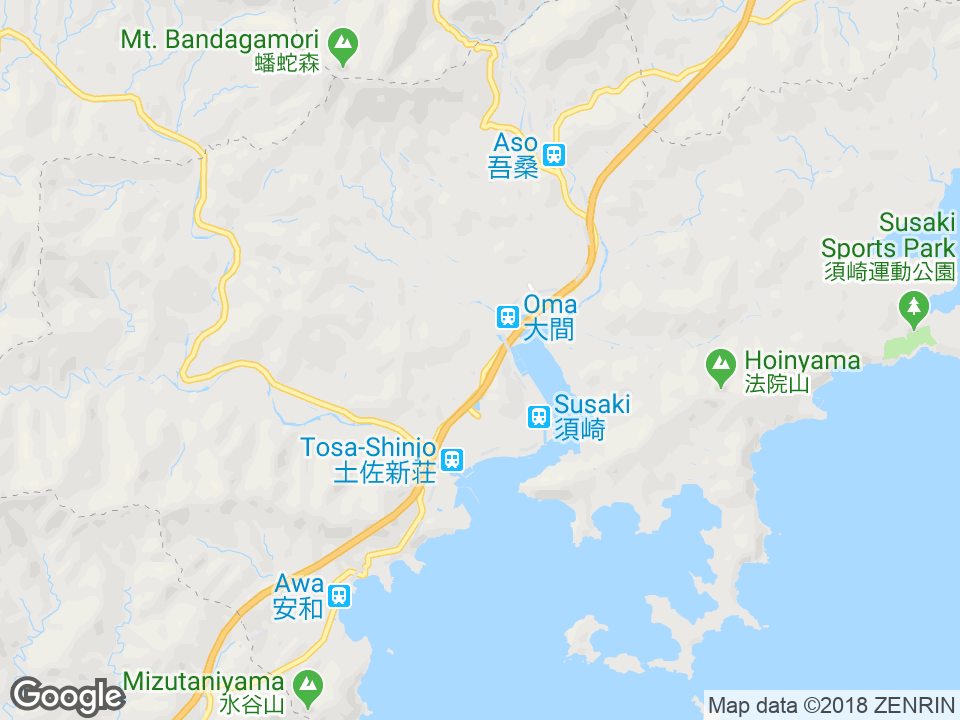 Mt. Bandagamori
蟠蛇森
Aso
吾桑
Susaki
Sports Park
須崎運動公園
Oma
大間
Hoinyama
法院山
Susaki
須崎
Tosa-Shinjo
土佐新荘
Awa
安和
Mizutaniyama
水谷山
Google
Map data ©2018 ZENRIN